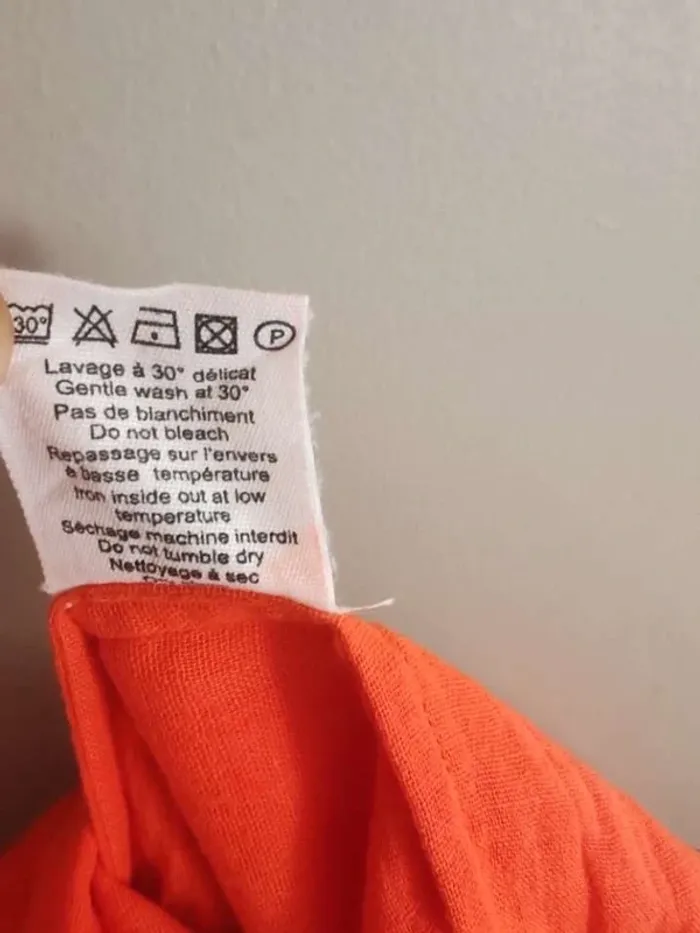 30° P
Lavage à 30° délicat
Gentle wash at 30°
Pas de blanchiment
Do not bleach
Repassage sur l'envers
à basse température
Iron inside out at low
temperature
Séchage machine interdit
Do not tumble dry
Nettoyage à sec